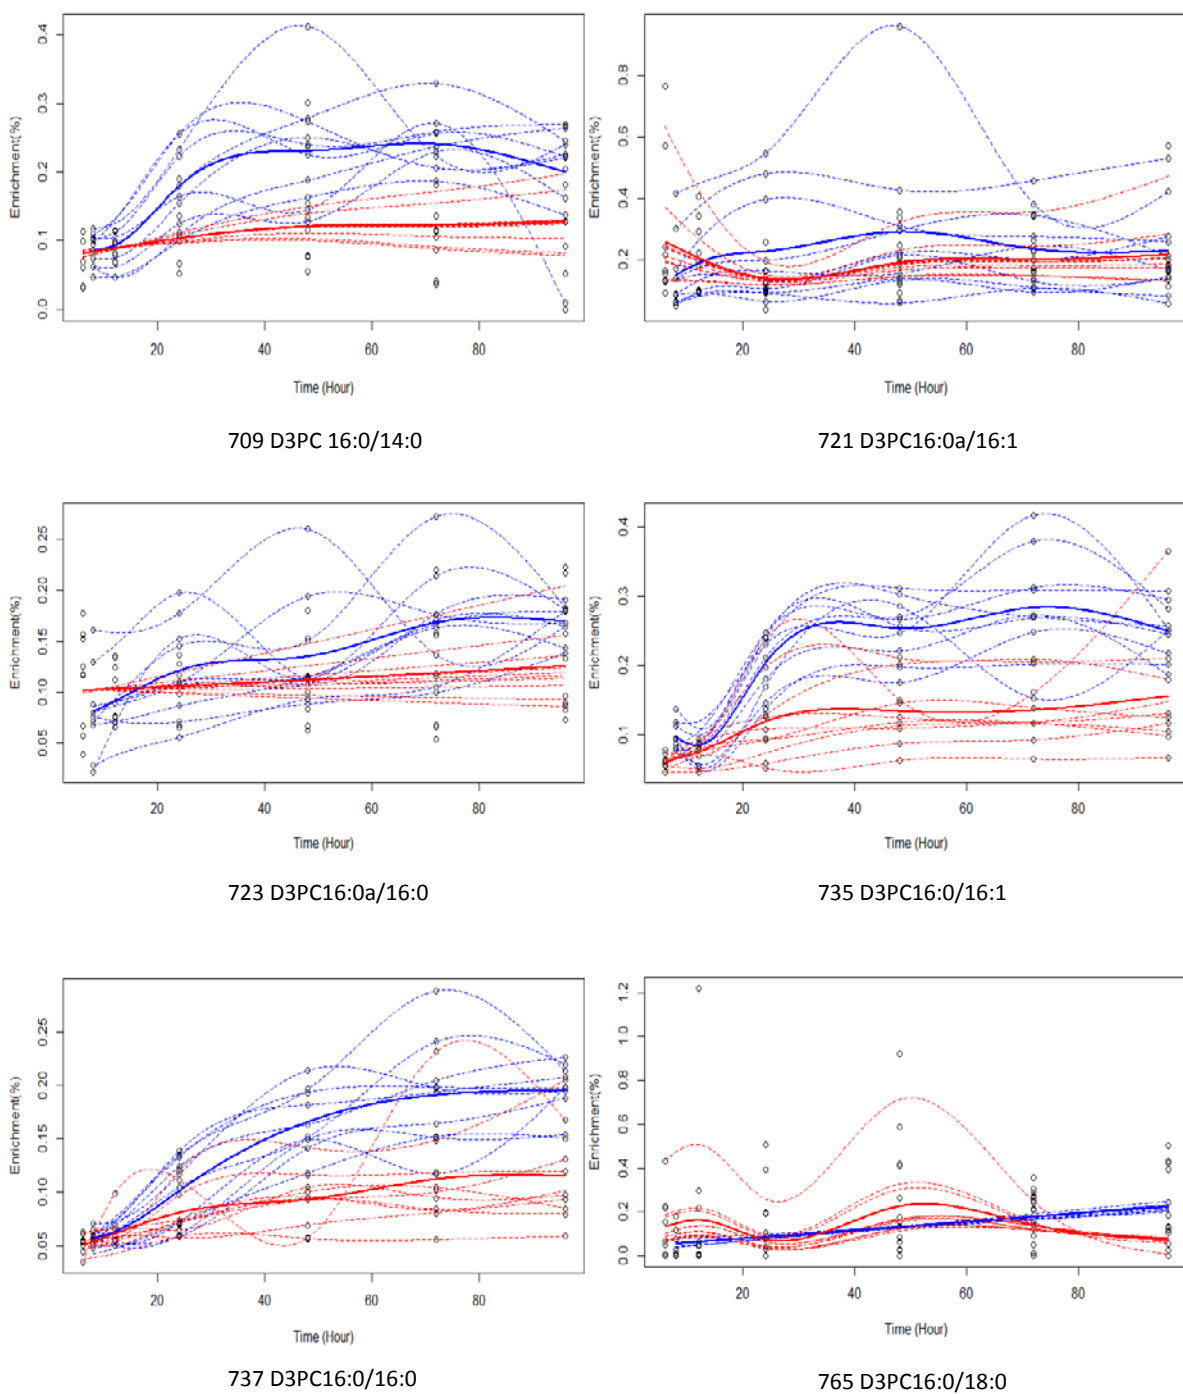 0.4
0.3
0.2
0.1
0.0
Enrichment(%)
20 40 60 80
Time (Hour)
709 D3PC 16:0/14:0
0.8
0.6
0.4
0.2
Enrichment(%)
20 40 60 80
Time (Hour)
721 D3PC16:0a/16:1
0.25
0.20
0.15
0.10
0.05
Enrichment(%)
20 40 60 80
Time (Hour)
723 D3PC16:0a/16:0
0.4
0.3
0.2
0.1
Enrichment(%)
20 40 60 80
Time (Hour)
735 D3PC16:0/16:1
0.25
0.20
0.15
0.10
0.05
Enrichment(%)
20 40 60 80
Time (Hour)
737 D3PC16:0/16:0
1.2
1.0
0.8
0.6
0.4
0.2
0.0
Enrichment(%)
20 40 60 80
Time (Hour)
765 D3PC16:0/18:0